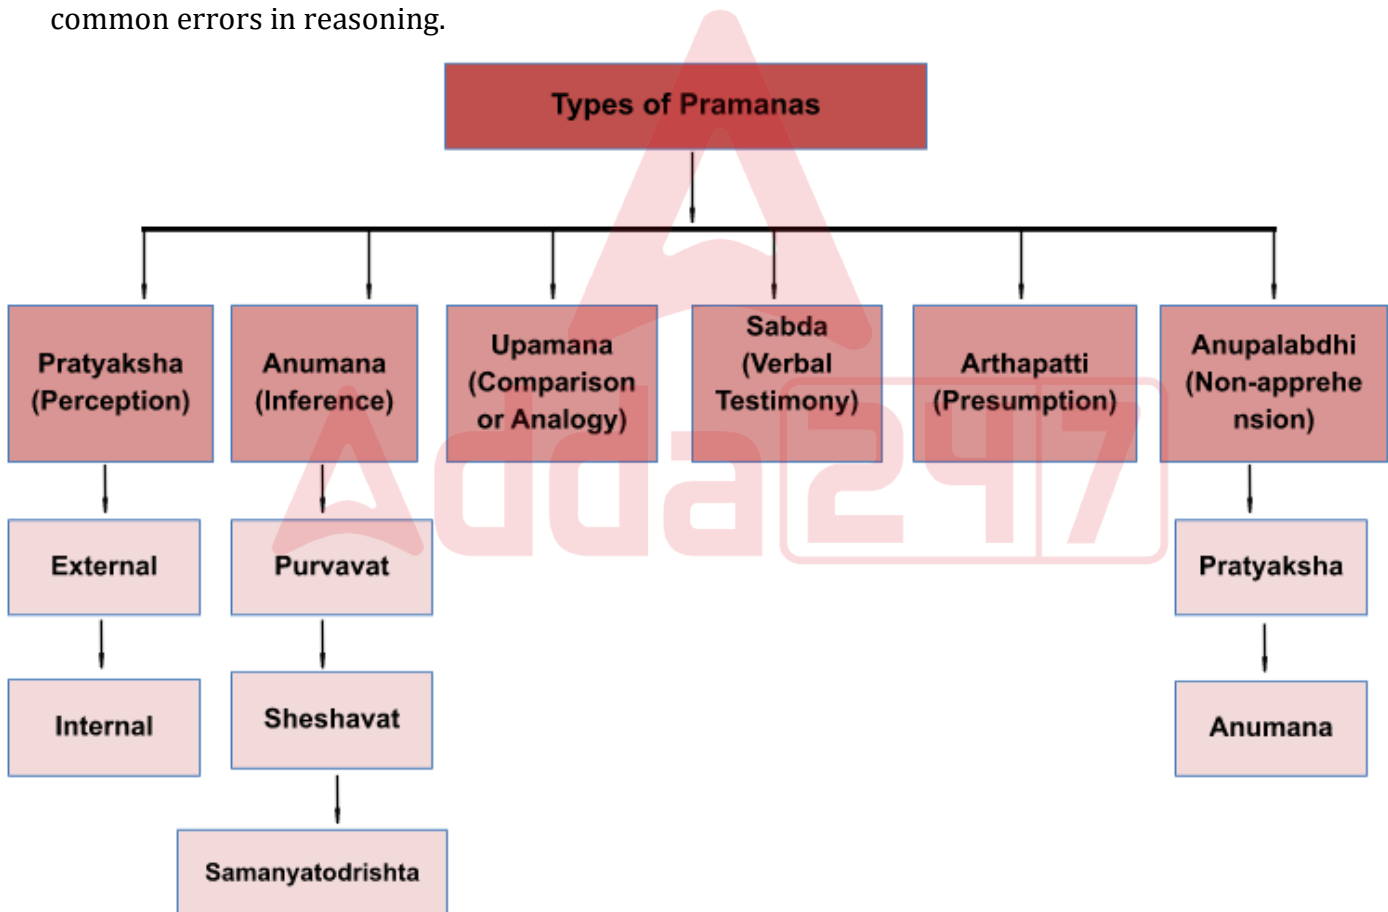 common errors in reasoning.
Types of Pramanas
Pratyaksha
(Perception)
Anumana
(Inference)
Upamana
(Comparison
or Analogy)
Sabda
(Verbal
Testimony)
Arthapatti
(Presumption)
Anupalabdhi
(Non-apprehe
nsion)
External
Purvavat
Pratyaksha
Internal
Sheshavat
Anumana
Samanyatodrishta
Adda247